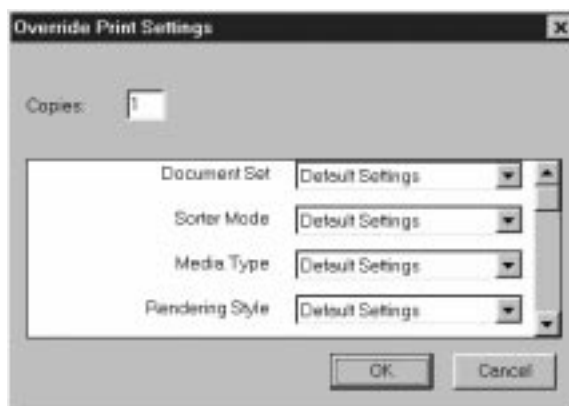 Override Print Settings
Copies: 1
Document Set Default Settings
Sorter Mode Default Settings
Media Type Default Settings
Rendering Style Default Settings
OK Cancel